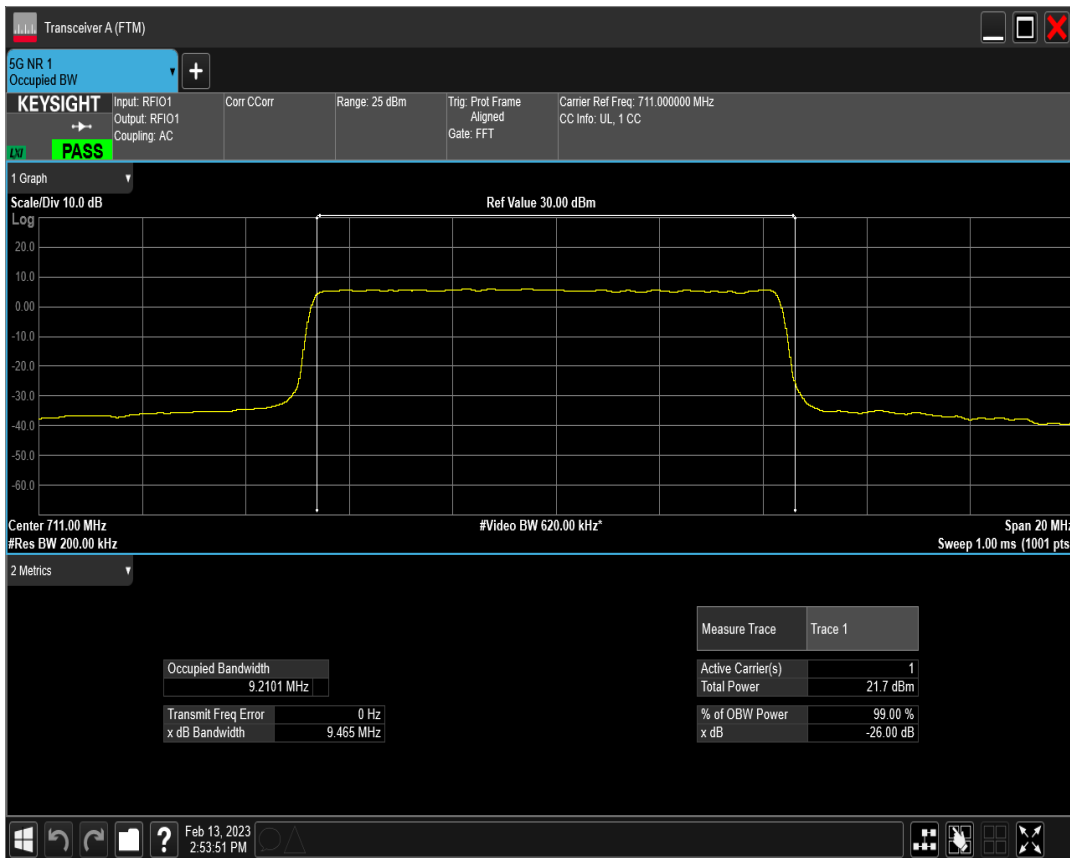 Transceiver A (FTM)
5G NR 1
Occupied BW
+
KEYSIGHT
LXI
PASS
Input: RFIO1
Output: RFIO1
Coupling: AC
Corr CCorr
Range: 25 dBm
Trig: Prot Frame
Aligned
Gate: FFT
Carrier Ref Freq: 711.000000 MHz
CC Info: UL, 1 CC
1 Graph
Scale/Div 10.0 dB
Ref Value 30.00 dBm
Log
20.0
10.0
0.00
-10.0
-20.0
-30.0
-40.0
-50.0
-60.0
Center 711.00 MHz
#Video BW 620.00 kHz*
Span 20 MHz
#Res BW 200.00 kHz
Sweep 1.00 ms (1001 pts
2 Metrics
Measure Trace Trace 1
Occupied Bandwidth
9.2101 MHz
Active Carrier(s) 1
Total Power 21.7 dBm
Transmit Freq Error 0 Hz
x dB Bandwidth 9.465 MHz
% of OBW Power 99.00 %
x dB -26.00 dB
?
Feb 13, 2023
2:53:51 PM